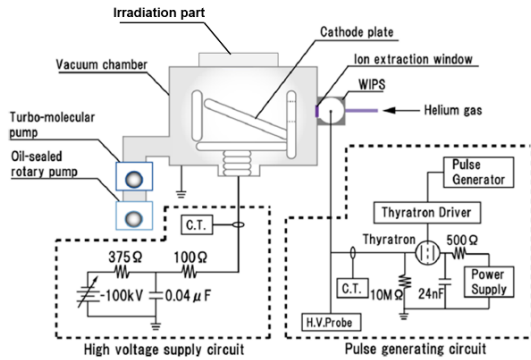 Irradiation part
Cathode plate
Vacuum chamber
Ion extraction window
WIPS
Helium gas
Turbo-molecular
pump
Oil-sealed
rotary pump
Pulse
Generator
C.T.
Thyratron Driver
Thyratron
500Ω
375Ω
100Ω
-100kV
0.04μF
C.T.
10MΩ
24nF
Power
Supply
H.V.Probe
High voltage supply circuit
Pulse generating circuit